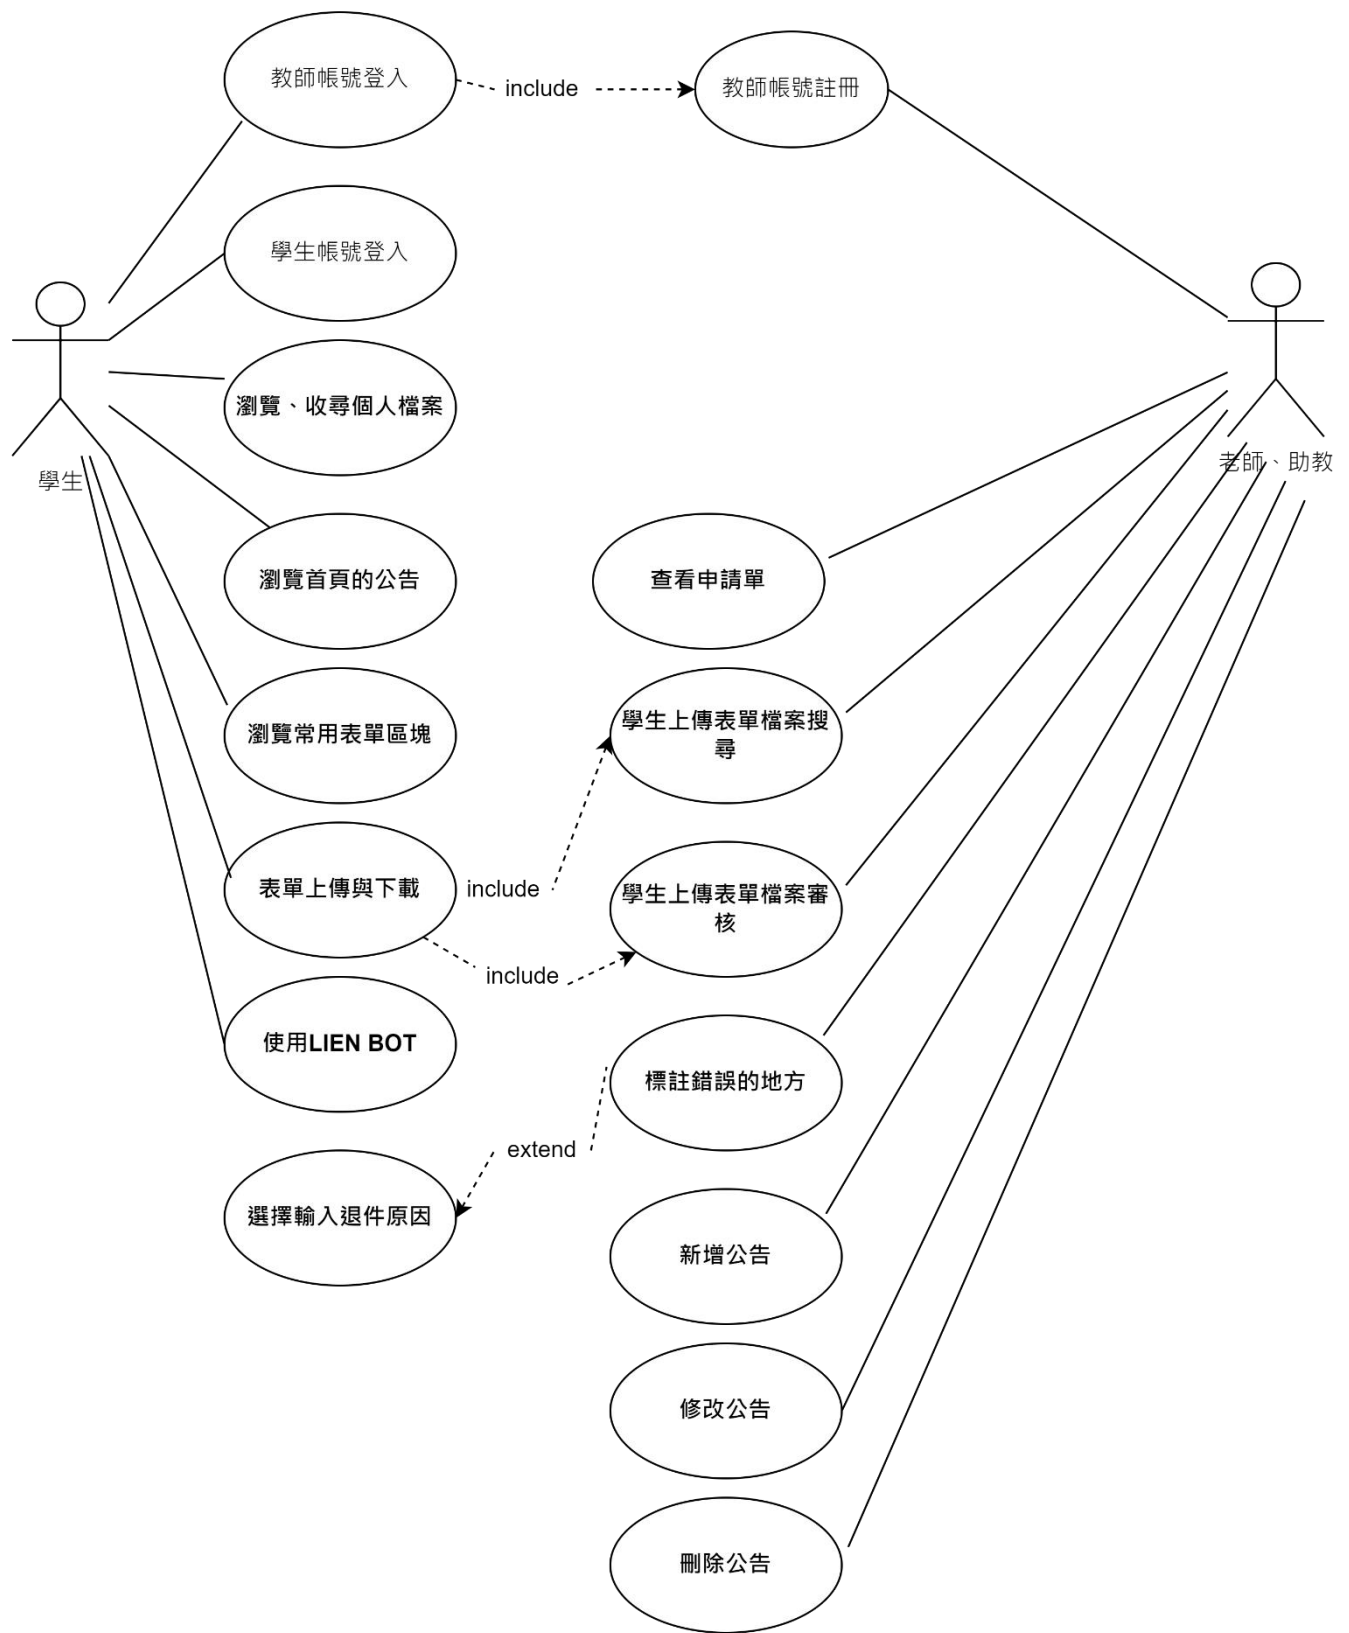 教師帳號登入
include
教師帳號註冊
學生帳號登入
瀏覽、收尋個人檔案
學生
老師、助教
瀏覽首頁的公告
查看申請單
瀏覽常用表單區塊
學生上傳表單檔案搜
尋
表單上傳與下載
include
學生上傳表單檔案審
核
include
使用LIEN BOT
標註錯誤的地方
extend
選擇輸入退件原因
新增公告
修改公告
刪除公告